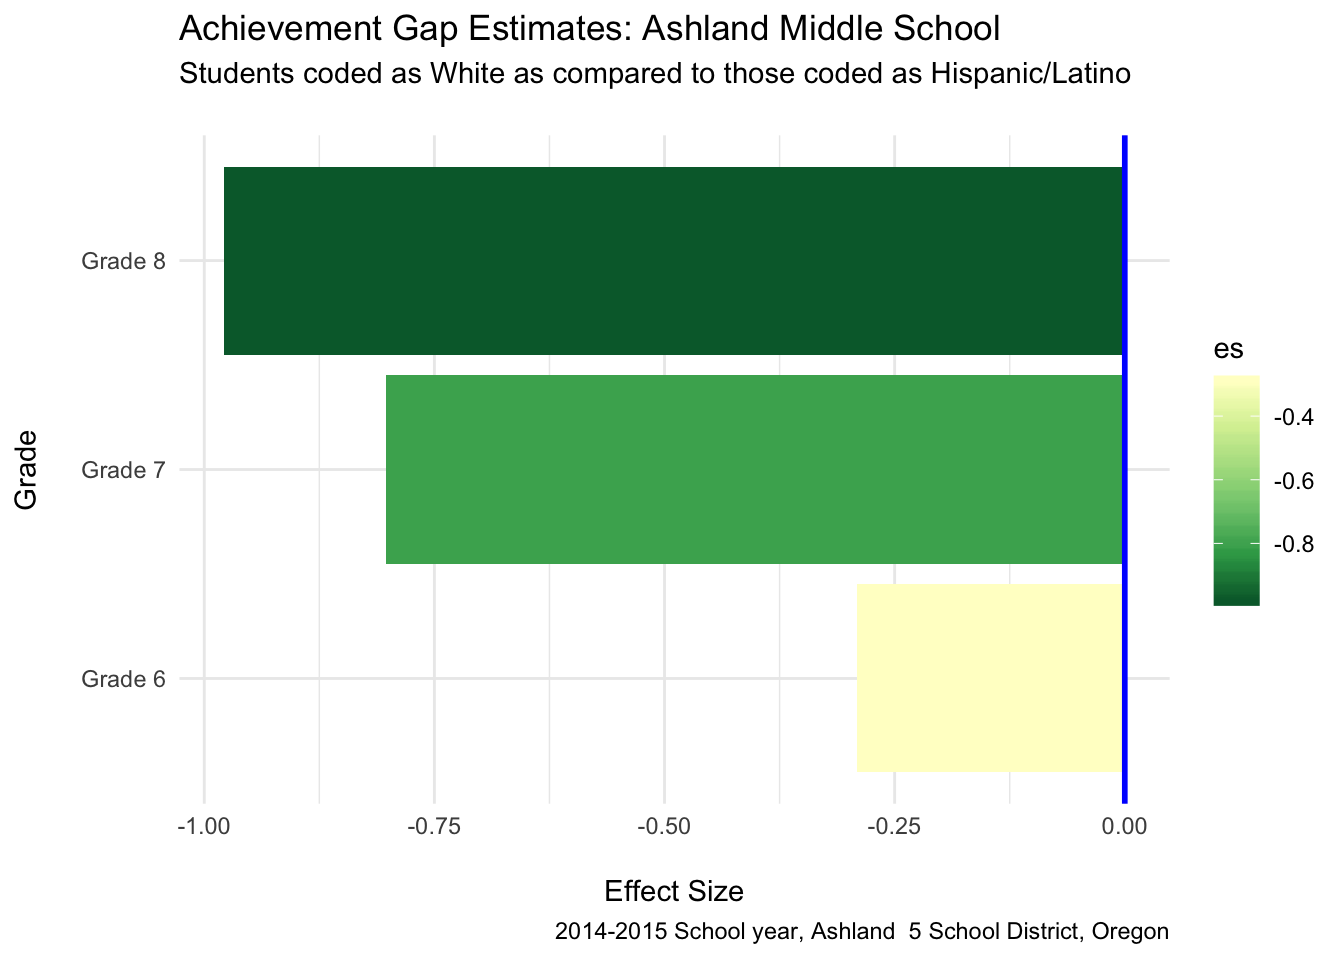 Achievement Gap Estimates: Ashland Middle School
Students coded as White as compared to those coded as Hispanic/Latino
Grade 8
Grade 7
Grade 6
Grade
-1.00
-0.75
-0.50
-0.25
0.00
Effect Size
2014-2015 School year, Ashland  5 School District, Oregon
es
-0.4
-0.6
-0.8